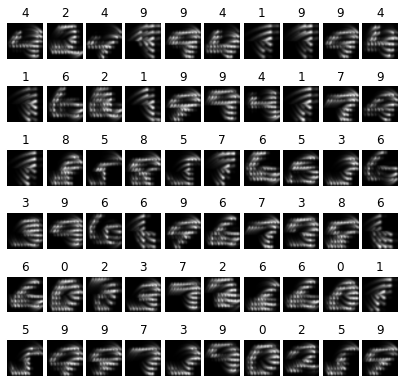 4 2 4 9 9 4 1 9 9 4
1 6 2 1 9 9 4 1 7 9
1 8 5 8 5 7 6 5 3 6
3 9 6 6 9 6 7 3 8 6
6 0 2 3 7 2 6 6 0 1
5 9 9 7 3 9 0 2 5 9